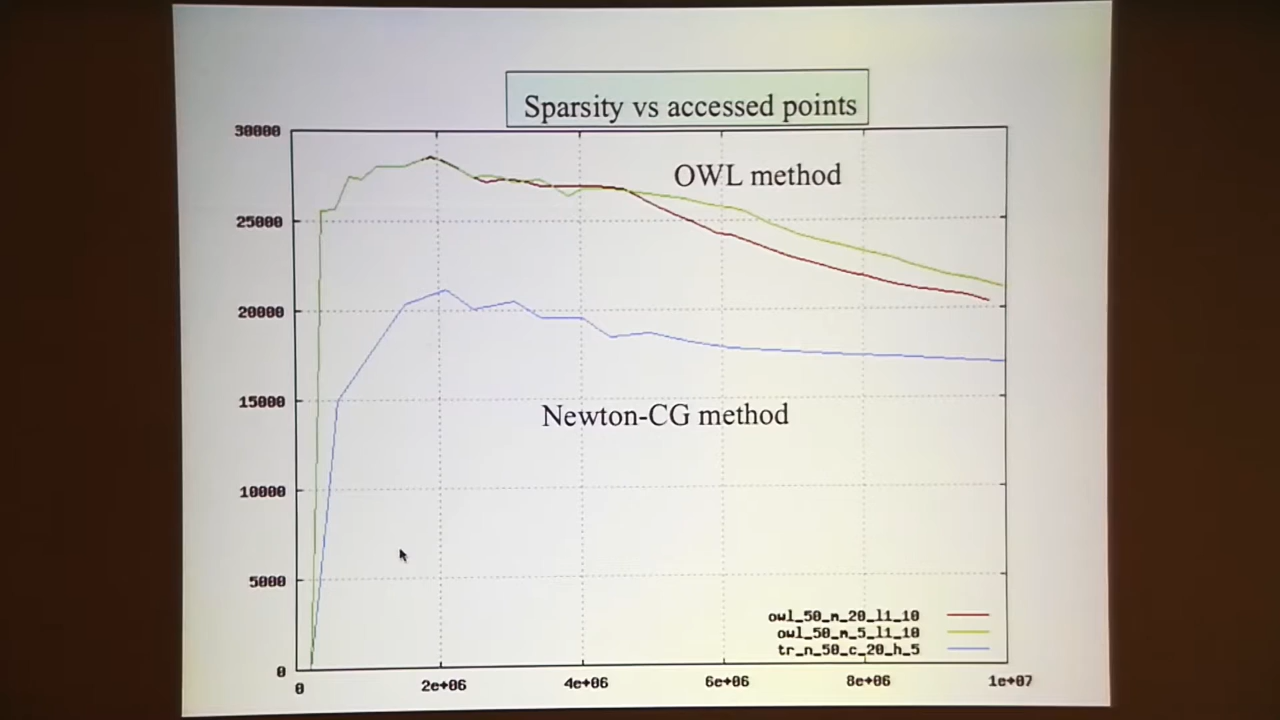 Sparsity vs accessed points
30000
OWL method
25000
20000
15000
Newton-CG method
10000
5000
owl_50_m_20_l1_10
owl_50_m_5_l1_10
tr_n_50_c_20_h_5
0
0 2e+06 4e+06 6e+06 8e+06 1e+07